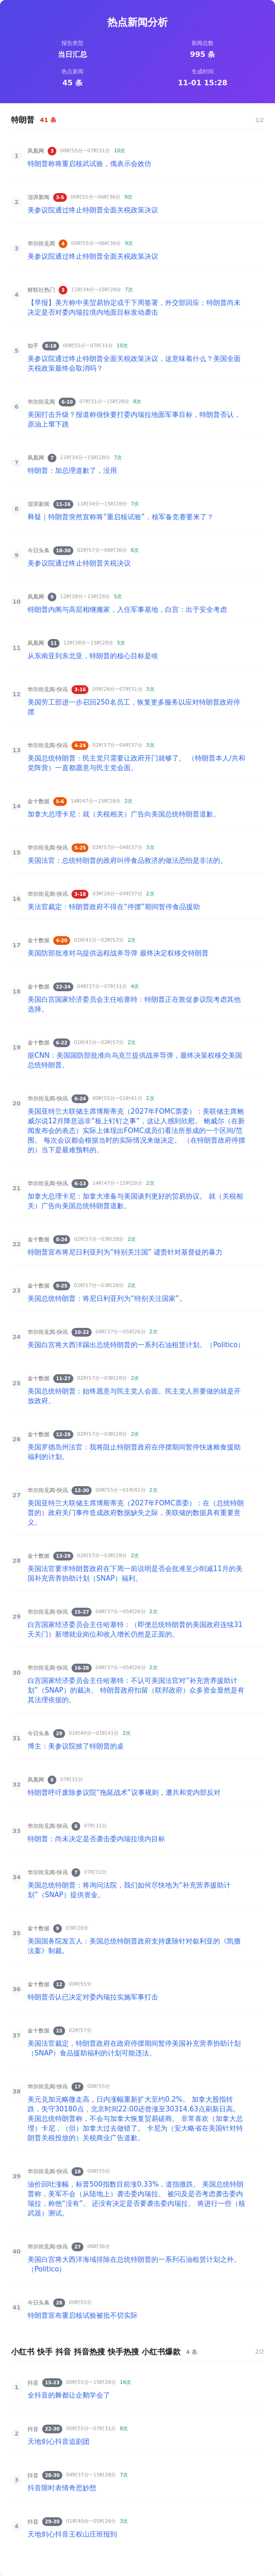 热点新闻分析
报告类型
新闻总数
当日汇总
995 条
热点新闻
生成时间
45 条
11-01 15:28
特朗普 41 条 1/2
1 凤凰网 3 00时55分~07时31分 10次
特朗普称将重启核武试验，俄表示会效仿
2 澎湃新闻 3-5 00时55分~06时36分 9次
美参议院通过终止特朗普全面关税政策决议
3 华尔街见闻 4 00时55分~06时36分 9次
美参议院通过终止特朗普全面关税政策决议
4 财联社热门 3 11时34分~15时28分 7次
【早报】美方称中美贸易协定或于下周签署，外交部回应；特朗普尚未
决定是否对委内瑞拉境内地面目标发动袭击
5 知乎 8-18 00时55分~07时31分 10次
美参议院通过终止特朗普全面关税政策决议，这意味着什么？美国全面
关税政策最终会取消吗？
6 华尔街见闻 6-10 07时31分~15时28分 8次
美国打击升级？报道称很快要打委内瑞拉地面军事目标，特朗普否认，
原油上窜下跳
7 凤凰网 7 11时34分~15时28分 7次
特朗普：加总理道歉了，没用
8 澎湃新闻 11-16 11时34分~15时28分 7次
释疑｜特朗普突然宣称将“重启核试验”，核军备竞赛要来了？
9 今日头条 18-30 02时57分~06时36分 6次
美参议院通过终止特朗普关税决议
10 凤凰网 9 12时38分~15时28分 5次
特朗普内阁与高层相继搬家，入住军事基地，白宫：出于安全考虑
11 凤凰网 11 12时38分~15时28分 5次
从东南亚到东北亚，特朗普的核心目标是啥
12 华尔街见闻-快讯 3-16 05时26分~07时31分 3次
美国劳工部进一步召回250名员工，恢复更多服务以应对特朗普政府停
摆
13 华尔街见闻-快讯 4-24 02时57分~04时37分 3次
美国总统特朗普：民主党只需要让政府开门就够了。 （特朗普本人/共和
党阵营）一直都愿意与民主党会面。
14 金十数据 5-6 14时47分~15时28分 2次
加拿大总理卡尼：就（关税相关）广告向美国总统特朗普道歉。
15 华尔街见闻-快讯 5-25 02时57分~04时37分 3次
美国法官：总统特朗普的政府叫停食品救济的做法恐怕是非法的。
16 华尔街见闻-快讯 3-18 03时28分~04时37分 2次
美法官裁定：特朗普政府不得在“停摆”期间暂停食品援助
17 金十数据 4-20 01时41分~02时57分 2次
美国防部批准对乌提供远程战斧导弹 最终决定权移交特朗普
18 金十数据 22-24 04时37分~07时31分 4次
美国白宫国家经济委员会主任哈塞特：特朗普正在敦促参议院考虑其他
选择。
19 金十数据 6-22 01时41分~02时57分 2次
据CNN：美国国防部批准向乌克兰提供战斧导弹，最终决策权移交美国
总统特朗普。
20 华尔街见闻-快讯 6-24 00时55分~01时41分 2次
美国亚特兰大联储主席博斯蒂克（2027年FOMC票委）：美联储主席鲍
威尔说12月降息远非“板上钉钉之事”，这让人感到欣慰。 鲍威尔（在新
闻发布会的表态）实际上体现出FOMC成员们看法所形成的一个区间/范
围。 每次会议都会根据当时的实际情况来做决定。 （在特朗普政府停摆
的）当下是最难预料的。
21 华尔街见闻-快讯 6-13 14时47分~15时28分 2次
加拿大总理卡尼：加拿大准备与美国谈判更好的贸易协议。 就（关税相
关）广告向美国总统特朗普道歉。
22 金十数据 8-24 02时57分~03时28分 2次
特朗普宣布将尼日利亚列为“特别关注国” 谴责针对基督徒的暴力
23 金十数据 9-25 02时57分~03时28分 2次
美国总统特朗普：将尼日利亚列为“特别关注国家”。
24 华尔街见闻-快讯 10-22 04时37分~05时26分 2次
美国白宫将大西洋踢出总统特朗普的一系列石油租赁计划。（Politico）
25 金十数据 11-27 02时57分~03时28分 2次
美国总统特朗普：始终愿意与民主党人会面。民主党人所要做的就是开
放政府。
26 金十数据 12-28 02时57分~03时28分 2次
美国罗德岛州法官：我将阻止特朗普政府在停摆期间暂停快速粮食援助
福利的计划。
27 华尔街见闻-快讯 12-30 00时55分~01时41分 2次
美国亚特兰大联储主席博斯蒂克（2027年FOMC票委）：在（总统特朗
普的）政府关门事件造成政府数据缺失之际，美联储的数据具有重要意
义。
28 金十数据 13-29 02时57分~03时28分 2次
美国法官要求特朗普政府在下周一前说明是否会批准至少削减11月的美
国补充营养协助计划（SNAP）福利。
29 华尔街见闻-快讯 15-27 04时37分~05时26分 2次
白宫国家经济委员会主任哈塞特：（即便总统特朗普的美国政府连续31
天关门）新增就业岗位和收入增长仍然是正面的。
30 华尔街见闻-快讯 16-28 04时37分~05时26分 2次
白宫国家经济委员会主任哈塞特：不认可美国法官对“补充营养援助计
划”（SNAP）的裁决。 特朗普政府扣留（联邦政府）众多资金显然是有
其法理依据的。
31 今日头条 29 01时40分~01时41分 2次
博主：美参议院掀了特朗普的桌
32 凤凰网 6 07时31分
特朗普呼吁废除参议院“拖延战术”议事规则，遭共和党内部反对
33 华尔街见闻-快讯 6 07时31分
特朗普：尚未决定是否袭击委内瑞拉境内目标
34 华尔街见闻-快讯 7 07时31分
美国总统特朗普：将询问法院，我们如何尽快地为“补充营养援助计
划”（SNAP）提供资金。
35 金十数据 9 03时28分
美国国务院发言人：美国总统特朗普政府支持废除针对叙利亚的《凯撒
法案》制裁。
36 金十数据 12 00时55分
特朗普否认已决定对委内瑞拉实施军事打击
37 金十数据 15 02时57分
美国法官裁定，特朗普政府在政府停摆期间暂停美国补充营养协助计划
（SNAP）食品援助福利的计划可能违法。
38 华尔街见闻-快讯 17 00时55分
美元兑加元略微走高，日内涨幅重新扩大至约0.2%。 加拿大股指转
跌，失守30180点，北京时间22:00还曾涨至30314.63点刷新日高。
美国总统特朗普称，不会与加拿大恢复贸易磋商。 非常喜欢（加拿大总
理）卡尼，（但）加拿大过去做错了。 卡尼为（安大略省在美国针对特
朗普关税投放的）关税商业广告道歉。
39 华尔街见闻-快讯 18 00时55分
油价回吐涨幅，标普500指数目前涨0.33%，道指微跌。 美国总统特朗
普称，美军不会（从陆地上）袭击委内瑞拉。 被问及是否考虑袭击委内
瑞拉，称他“没有”。 还没有决定是否要袭击委内瑞拉。 将进行一些（核
武器）测试。
40 华尔街见闻-快讯 27 06时36分
美国白宫将大西洋海域排除在总统特朗普的一系列石油租赁计划之外。
（Politico）
41 今日头条 28 00时55分
特朗普宣布重启核试验被批不切实际
小红书 快手 抖音 抖音热搜 快手热搜 小红书爆款 4 条 2/2
1 抖音 15-23 00时55分~15时28分 16次
全抖音的舞都让企鹅学会了
2 抖音 22-30 00时55分~07时31分 8次
天地剑心抖音追剧团
3 抖音 28-30 04时37分~15时28分 7次
抖音限时表情奇思妙想
4 抖音 29-30 01时40分~05时26分 3次
天地剑心抖音王权山庄班报到